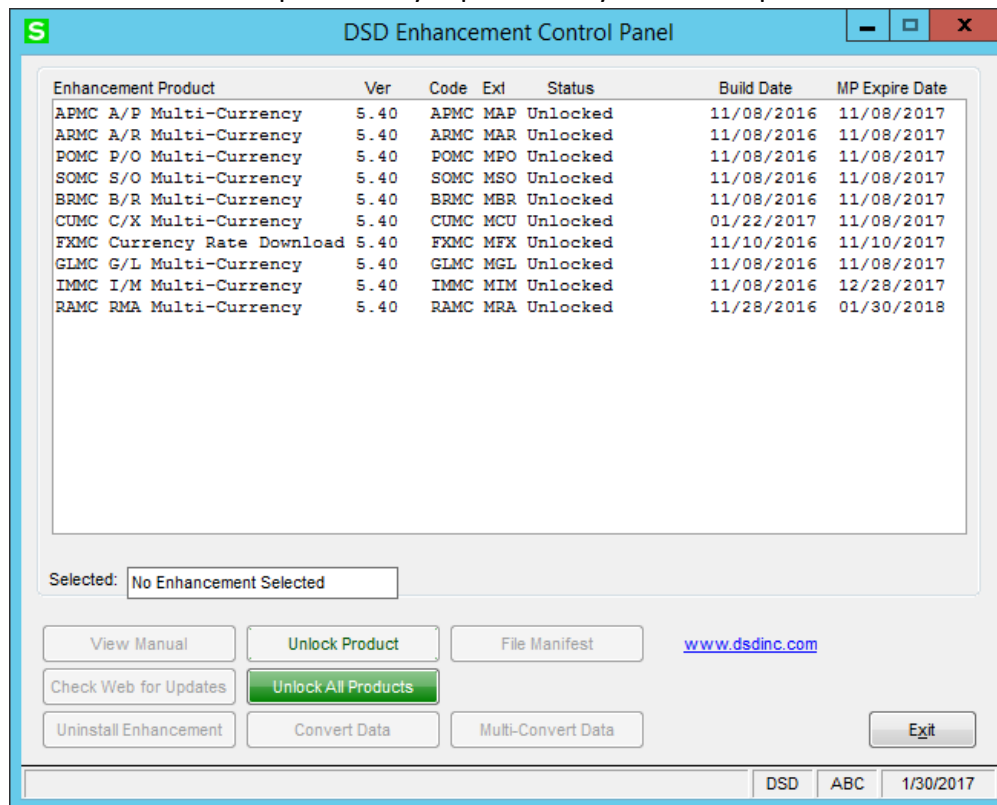 S DSD Enhancement Control Panel X
Enhancement Product Ver Code Ext Status Build Date MP Expire Date
APMC A/P Multi-Currency 5.40 APMC MAP Unlocked 11/08/2016 11/08/2017
ARMC A/R Multi-Currency 5.40 ARMC MAR Unlocked 11/08/2016 11/08/2017
POMC P/O Multi-Currency 5.40 POMC MPO Unlocked 11/08/2016 11/08/2017
SOMC S/O Multi-Currency 5.40 SOMC MSO Unlocked 11/08/2016 11/08/2017
BRMC B/R Multi-Currency 5.40 BRMC MBR Unlocked 11/08/2016 11/08/2017
CUMC C/X Multi-Currency 5.40 CUMC MCU Unlocked 01/22/2017 11/08/2017
FXMC Currency Rate Download 5.40 FXMC MFX Unlocked 11/10/2016 11/10/2017
GLMC G/L Multi-Currency 5.40 GLMC MGL Unlocked 11/08/2016 11/08/2017
IMMC I/M Multi-Currency 5.40 IMMC MIM Unlocked 11/08/2016 12/28/2017
RAMC RMA Multi-Currency 5.40 RAMC MRA Unlocked 11/28/2016 01/30/2018
Selected: No Enhancement Selected
View Manual Unlock Product File Manifest www.dsdinc.com
Check Web for Updates Unlock All Products
Uninstall Enhancement Convert Data Multi-Convert Data Exit
DSD ABC 1/30/2017